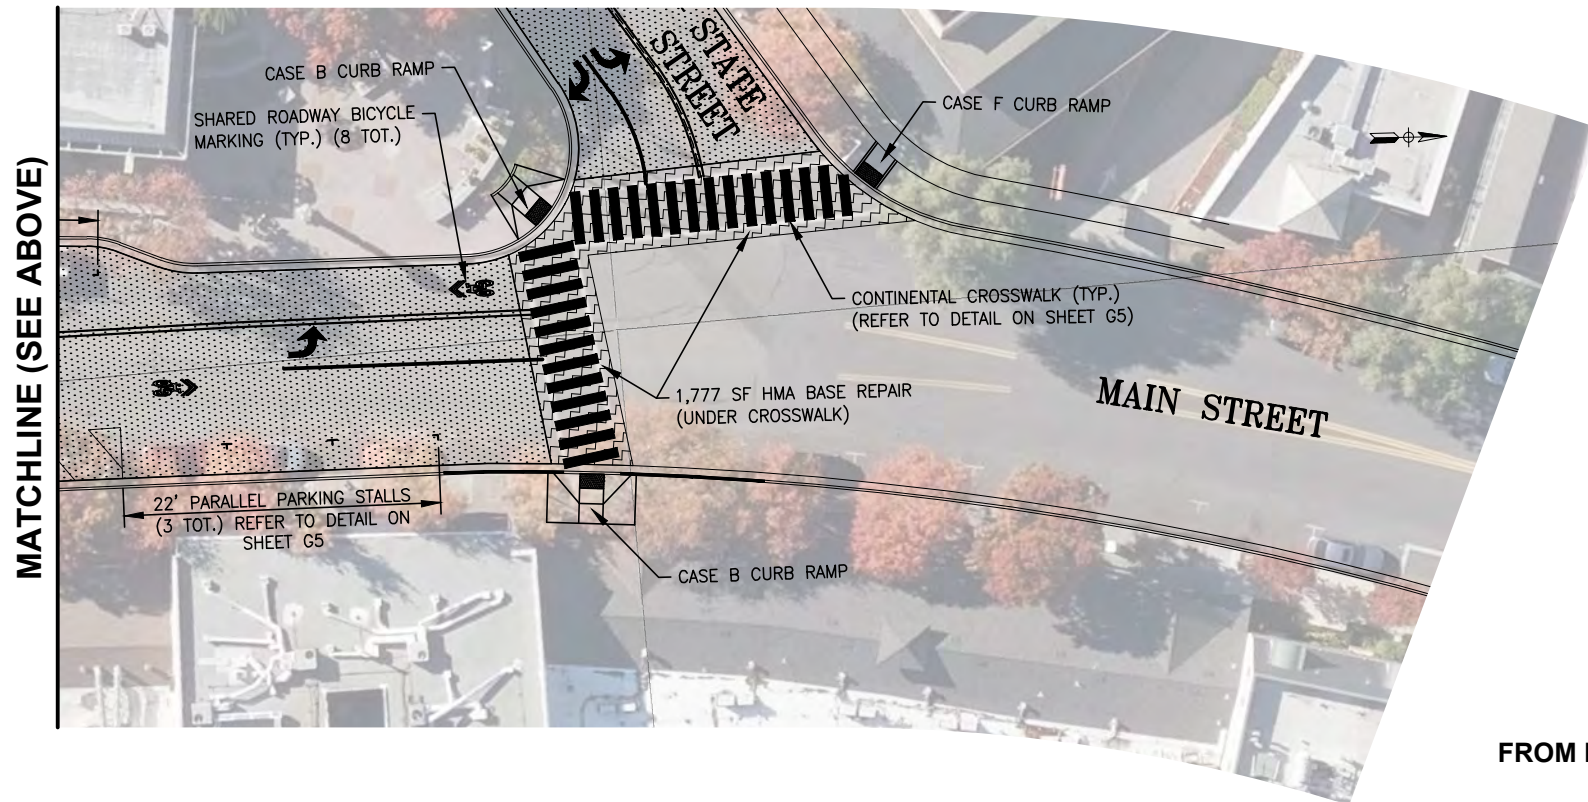 MATCHLINE (SEE ABOVE)
CASE B CURB RAMP
SHARED ROADWAY BICYCLE
MARKING (TYP.) (8 TOT.)
STATE
STREET
CASE F CURB RAMP
CONTINENTAL CROSSWALK (TYP.)
(REFER TO DETAIL ON SHEET G5)
1,777 SF HMA BASE REPAIR
(UNDER CROSSWALK)
MAIN STREET
22' PARALLEL PARKING STALLS
(3 TOT.) REFER TO DETAIL ON
SHEET G5
CASE B CURB RAMP
FROM